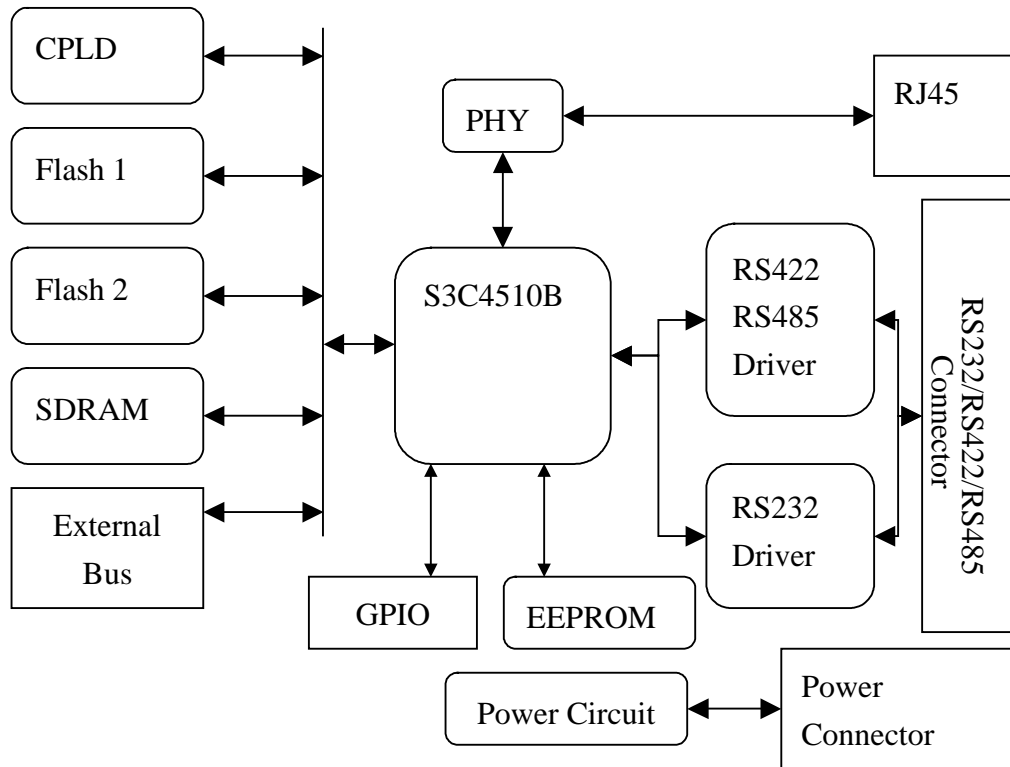 CPLD
Flash 1
Flash 2
SDRAM
External
Bus
PHY
S3C4510B
GPIO
EEPROM
RS422
RS485
Driver
RS232
Driver
RJ45
RS232/RS422/RS485
Connector
Power Circuit
Power
Connector